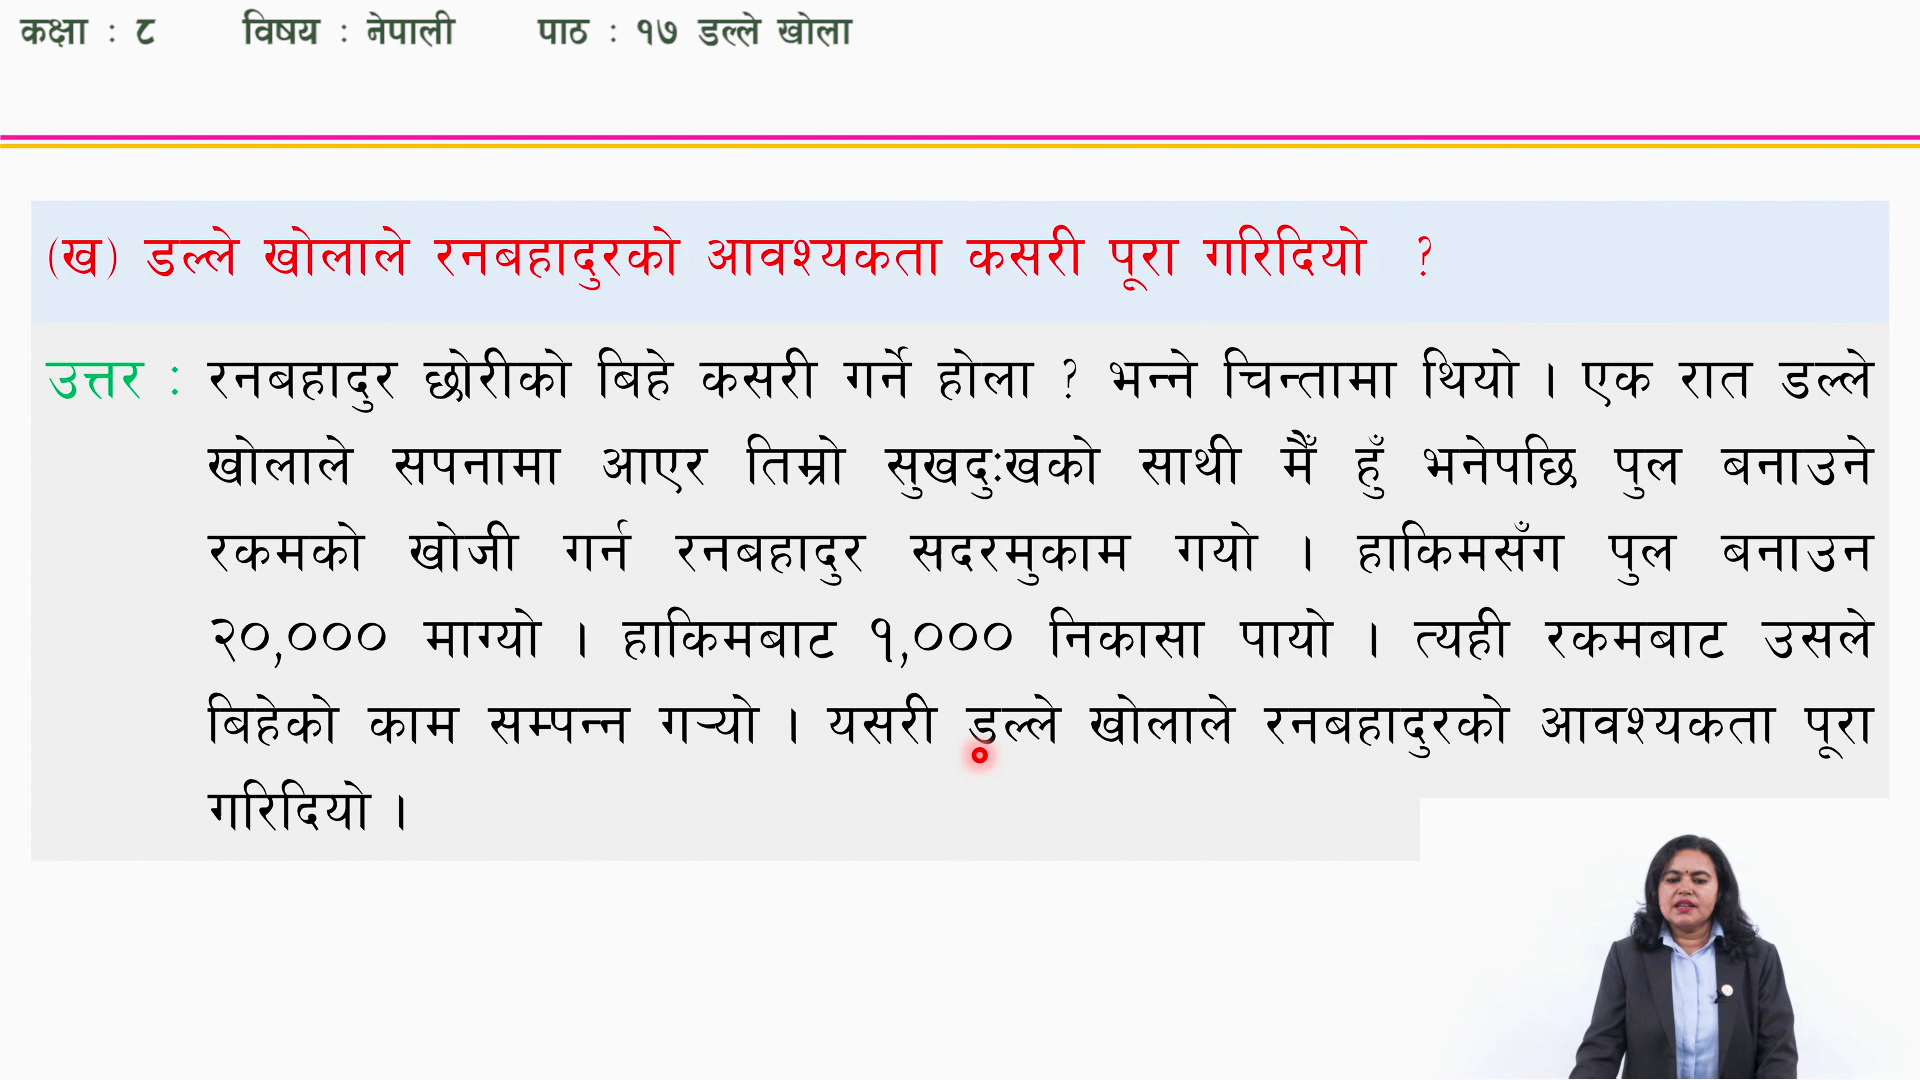 कक्षा : ८ विषय : नेपाली पाठ : १७ डल्ले खोला
(ख) डल्ले खोलाले रनबहादुरको आवश्यकता कसरी पूरा गरिदियो ?
उत्तर : रनबहादुर छोरीको बिहे कसरी गर्ने होला ? भन्ने चिन्तामा थियो । एक रात डल्ले
खोलाले सपनामा आएर तिम्रो सुखदुःखको साथी मैँ हुँ भनेपछि पुल बनाउने
रकमको खोजी गर्न रनबहादुर सदरमुकाम गयो । हाकिमसँग पुल बनाउन
२०,००० माग्यो । हाकिमबाट १,००० निकासा पायो । त्यही रकमबाट उसले
बिहेको काम सम्पन्न गऱ्यो । यसरी डल्ले खोलाले रनबहादुरको आवश्यकता पूरा
गरिदियो ।